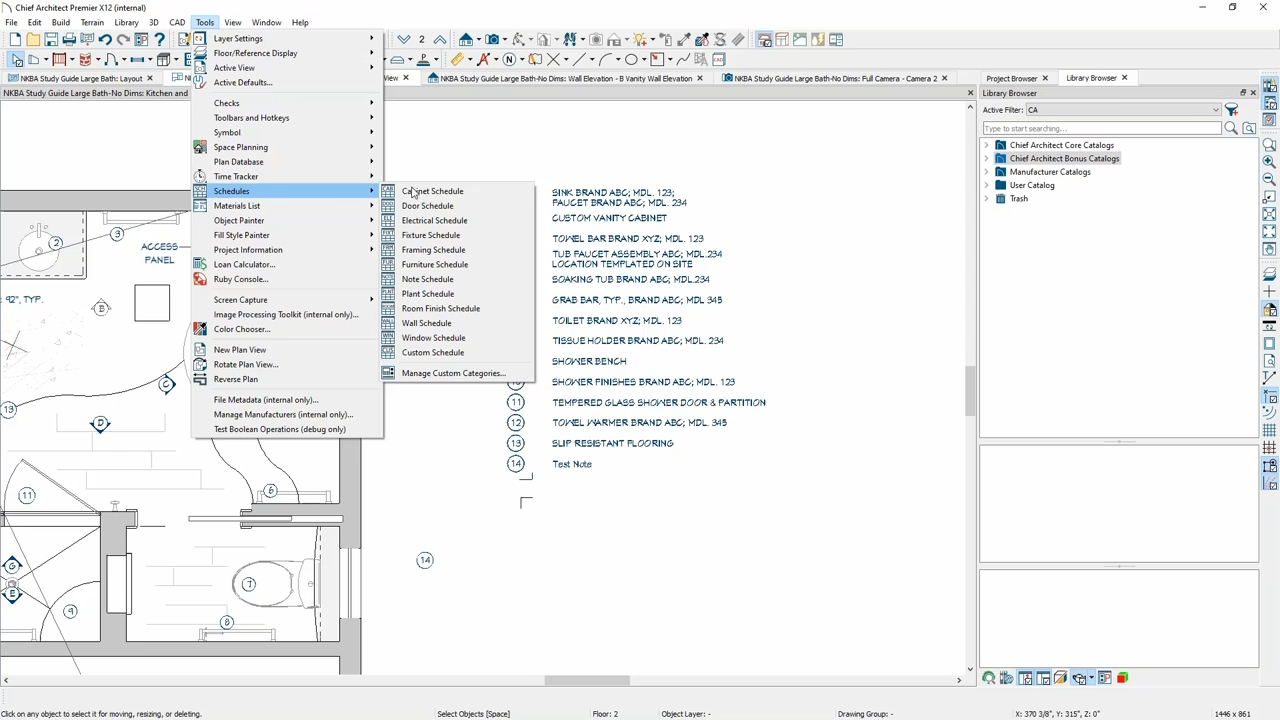 Chief Architect Premier X12 (internal)
File Edit Build Terrain Library 3D CAD Tools View Window Help
2
NKBA Study Guide Large Bath: Layout
View
NKBA Study Guide Large Bath-No Dims: Wall Elevation - B Vanity Wall Elevation
NKBA Study Guide Large Bath-No Dims: Full Camera - Camera 2
Project Browser
Library Browser
NKBA Study Guide Large Bath-No Dims: Kitchen and
Library Browser
Active Filter: CA
Type to start searching...
Chief Architect Core Catalogs
Chief Architect Bonus Catalogs
Manufacturer Catalogs
User Catalog
Trash
Layer Settings
Floor/Reference Display
Active View
Active Defaults...
Checks
Toolbars and Hotkeys
Symbol
Space Planning
Plan Database
Time Tracker
Schedules
Materials List
Object Painter
Fill Style Painter
Project Information
Loan Calculator...
Ruby Console...
Screen Capture
Image Processing Toolkit (internal only)...
Color Chooser...
New Plan View
Rotate Plan View...
Reverse Plan
File Metadata (internal only)...
Manage Manufacturers (internal only)...
Test Boolean Operations (debug only)
Cabinet Schedule
Door Schedule
Electrical Schedule
Fixture Schedule
Framing Schedule
Furniture Schedule
Note Schedule
Plant Schedule
Room Finish Schedule
Wall Schedule
Window Schedule
Custom Schedule
Manage Custom Categories...
SINK BRAND ABC; MDL. 123;
FAUCET BRAND ABC; MDL. 234
CUSTOM VANITY CABINET
TOWEL BAR BRAND XYZ; MDL. 123
TUB FAUCET ASSEMBLY ABC; MDL.234
LOCATION TEMPLATED ON SITE
SOAKING TUB BRAND ABC; MDL.234
GRAB BAR, TYP., BRAND ABC; MDL 345
TOILET BRAND XYZ; MDL. 123
TISSUE HOLDER BRAND ABC; MDL. 234
SHOWER BENCH
10 SHOWER FINISHES BRAND ABC; MDL. 123
11 TEMPERED GLASS SHOWER DOOR & PARTITION
12 TOWEL WARMER BRAND ABC; MDL. 345
13 SLIP RESISTANT FLOORING
14 Test Note
2
3
ACCESS
PANEL
92", TYP.
B
C
13
D
11
6
14
G
E
7
9
8
Click on any object to select it for moving, resizing, or deleting.
Select Objects [Space]
Floor: 2
Object Layer: -
Drawing Group: -
X: 370 3/8", Y: 315", Z: 0"
1446 x 861